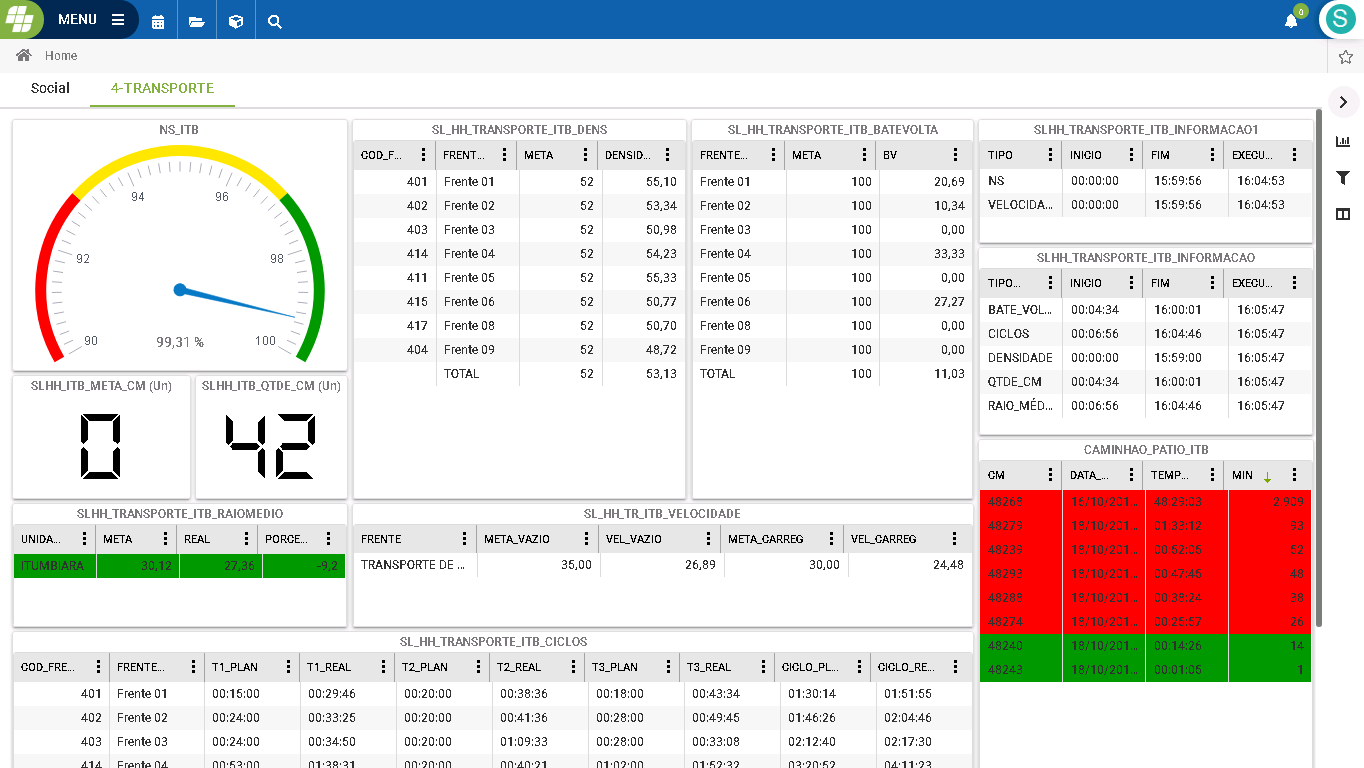 MENU
0
S
Home
Social 4-TRANSPORTE
NS_ITB
94 96
92 98
90 99,31 % 100
SLHH_ITB_META_CM (Un) SLHH_ITB_QTDE_CM (Un)
0 42
SL_HH_TRANSPORTE_ITB_DENS
COD_F... FRENT... META DENSID...
401 Frente 01 52 55,10
402 Frente 02 52 53,34
403 Frente 03 52 50,98
414 Frente 04 52 54,23
411 Frente 05 52 55,33
415 Frente 06 52 50,77
417 Frente 08 52 50,70
404 Frente 09 52 48,72
TOTAL 52 53,13
SL_HH_TRANSPORTE_ITB_BATEVOLTA
FRENTE... META BV
Frente 01 100 20,69
Frente 02 100 10,34
Frente 03 100 0,00
Frente 04 100 33,33
Frente 05 100 0,00
Frente 06 100 27,27
Frente 08 100 0,00
Frente 09 100 0,00
TOTAL 100 11,03
SLHH_TRANSPORTE_ITB_INFORMACAO1
TIPO INICIO FIM EXECU...
NS 00:00:00 15:59:56 16:04:53
VELOCIDA... 00:00:00 15:59:56 16:04:53
SLHH_TRANSPORTE_ITB_INFORMACAO
TIPO... INICIO FIM EXECU...
BATE_VOL... 00:04:34 16:00:01 16:05:47
CICLOS 00:06:56 16:04:46 16:05:47
DENSIDADE 00:00:00 15:59:00 16:05:47
QTDE_CM 00:04:34 16:00:01 16:05:47
RAIO_MÉD... 00:06:56 16:04:46 16:05:47
CAMINHAO_PATIO_ITB
CM DATA_... TEMP... MIN
48268 16/10/201... 48:29:03 2.909
48279 18/10/201... 01:33:12 93
48239 18/10/201... 00:52:06 52
48293 18/10/201... 00:47:45 48
48288 18/10/201... 00:38:24 38
48274 18/10/201... 00:25:57 26
48240 18/10/201... 00:14:26 14
48243 18/10/201... 00:01:05 1
SLHH_TRANSPORTE_ITB_RAIOMEDIO
UNIDA... META REAL PORCE...
ITUMBIARA 30,12 27,36 -9,2
SL_HH_TR_ITB_VELOCIDADE
FRENTE META_VAZIO VEL_VAZIO META_CARREG VEL_CARREG
TRANSPORTE DE ... 35,00 26,89 30,00 24,48
SL_HH_TRANSPORTE_ITB_CICLOS
COD_FRE... FRENTE... T1_PLAN T1_REAL T2_PLAN T2_REAL T3_PLAN T3_REAL CICLO_PL... CICLO_RE...
401 Frente 01 00:15:00 00:29:46 00:20:00 00:38:36 00:18:00 00:43:34 01:30:14 01:51:55
402 Frente 02 00:24:00 00:33:25 00:20:00 00:41:36 00:28:00 00:49:45 01:46:26 02:04:46
403 Frente 03 00:24:00 00:34:50 00:20:00 01:09:33 00:28:00 00:33:08 02:12:40 02:17:30
414 Frente 04 00:53:00 01:38:31 00:20:00 00:40:21 01:02:00 01:52:32 03:20:52 04:11:23